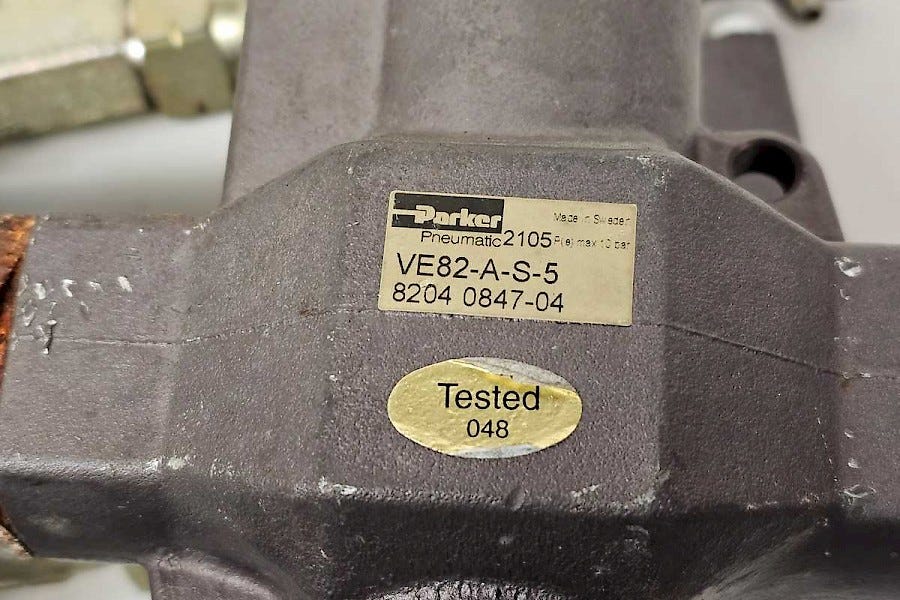 Parker Made in Sweden
Pneumatic 2105 P(e) max 10 bar
VE82-A-S-5
8204 0847-04
Tested
048